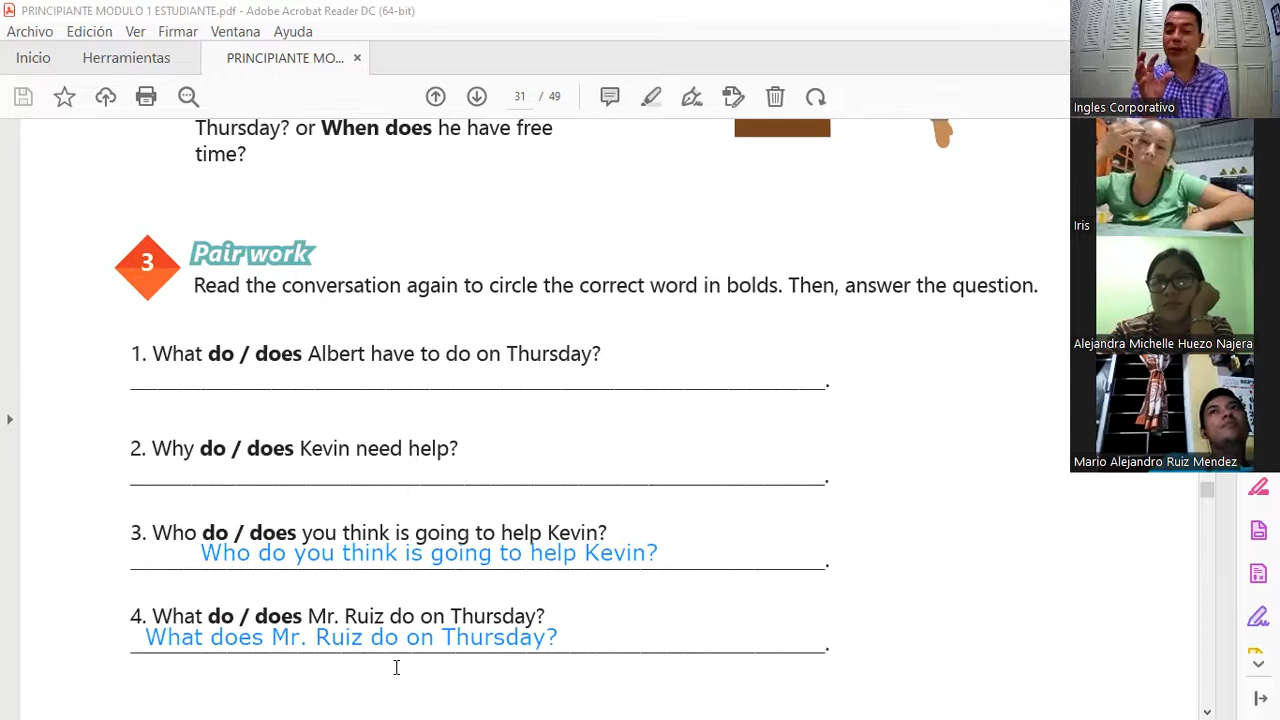 PRINCIPIANTE MODULO 1 ESTUDIANTE.pdf - Adobe Acrobat Reader DC (64-bit)
Archivo Edición Ver Firmar Ventana Ayuda
Inicio Herramientas PRINCIPIANTE MO... ×
31 / 49
Ingles Corporativo
Thursday? or When does he have free
time?
Iris
3 Pair work
Read the conversation again to circle the correct word in bolds. Then, answer the question.
Alejandra Michelle Huezo Najera
1. What do / does Albert have to do on Thursday?
2. Why do / does Kevin need help?
Mario Alejandro Ruiz Mendez
3. Who do / does you think is going to help Kevin?
Who do you think is going to help Kevin?
4. What do / does Mr. Ruiz do on Thursday?
What does Mr. Ruiz do on Thursday?